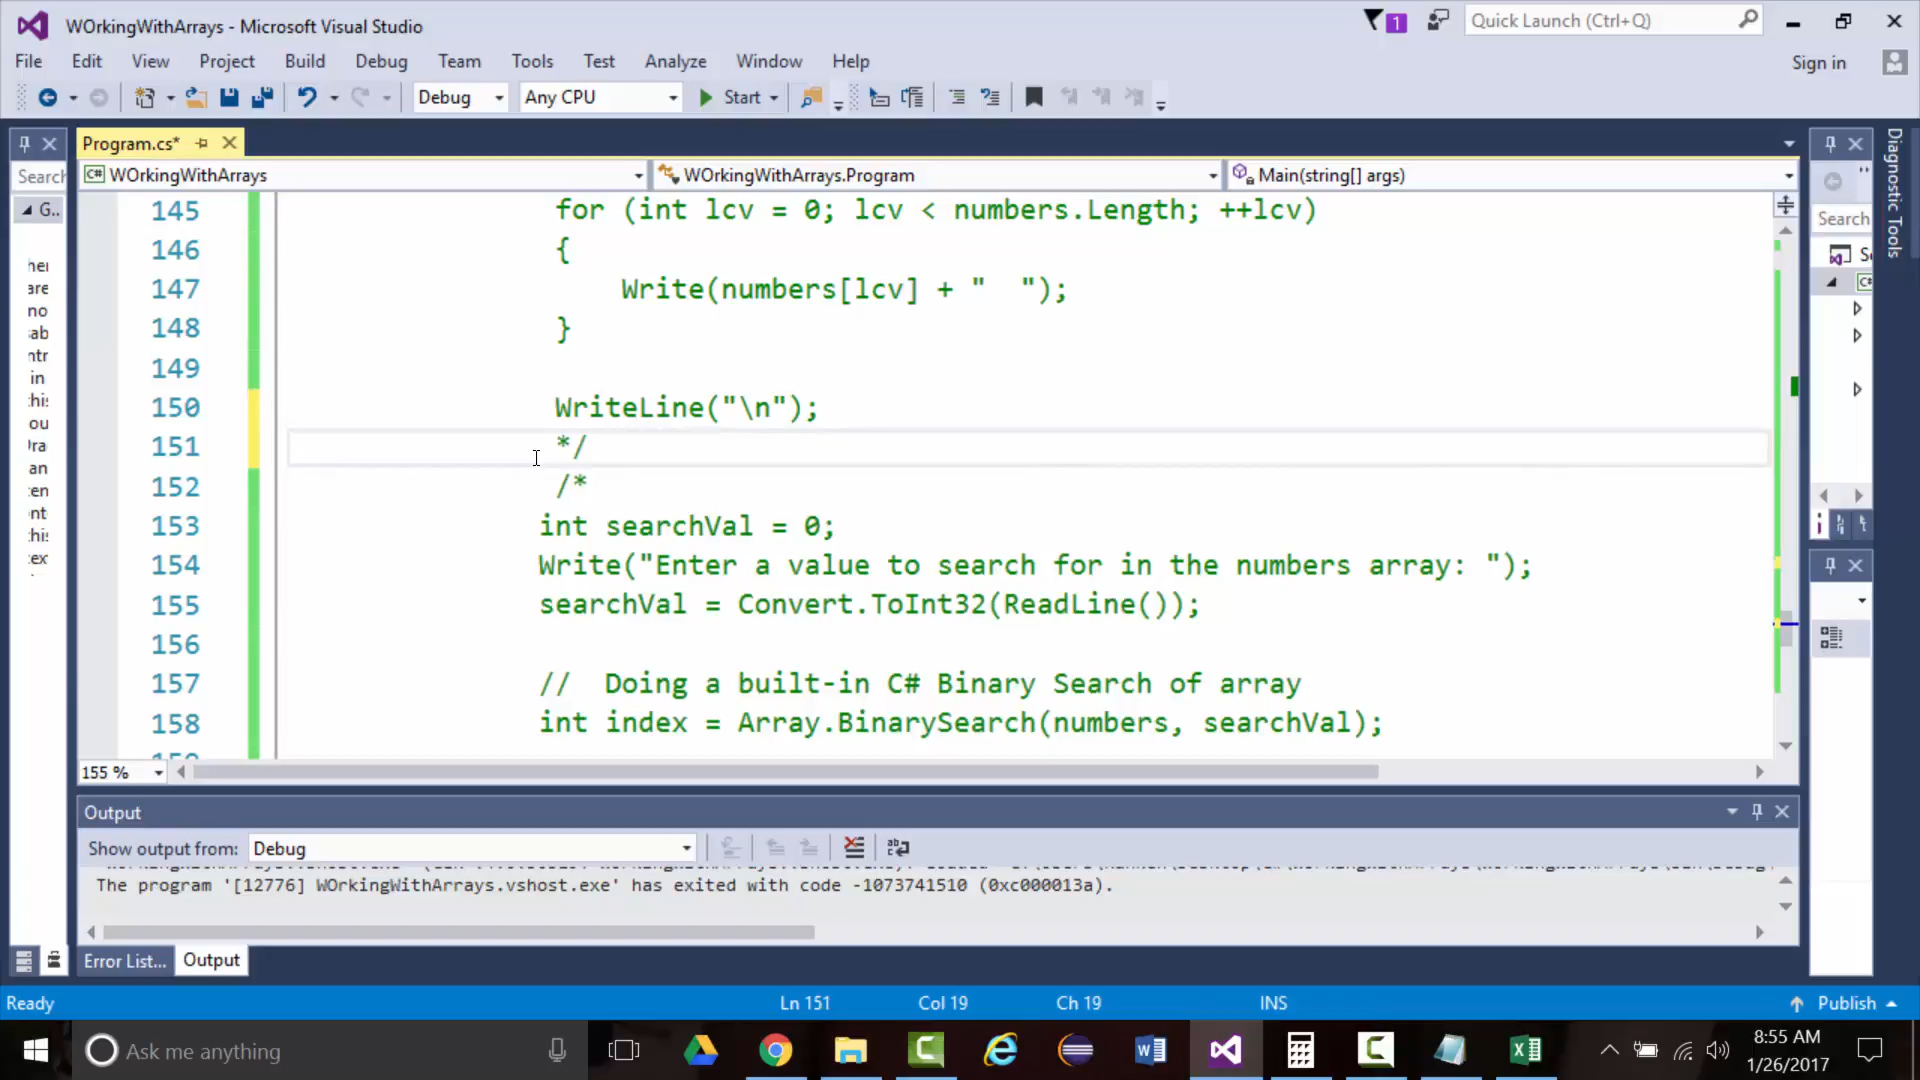 WOrkingWithArrays - Microsoft Visual Studio
1
Quick Launch (Ctrl+Q)
File Edit View Project Build Debug Team Tools Test Analyze Window Help
Sign in
Debug Any CPU Start
Program.cs*
WOrkingWithArrays WOrkingWithArrays.Program Main(string[] args)
Search
G..
145 for (int lcv = 0; lcv < numbers.Length; ++lcv)
146 {
147 Write(numbers[lcv] + "  ");
148 }
149
150 WriteLine("\n");
151 */
152 /*
153 int searchVal = 0;
154 Write("Enter a value to search for in the numbers array: ");
155 searchVal = Convert.ToInt32(ReadLine());
156
157 //  Doing a built-in C# Binary Search of array
158 int index = Array.BinarySearch(numbers, searchVal);
155 %
Search
Diagnostic Tools
Output
Show output from: Debug
The program '[12776] WOrkingWithArrays.vshost.exe' has exited with code -1073741510 (0xc000013a).
Error List... Output
Ready Ln 151 Col 19 Ch 19 INS Publish
Ask me anything
8:55 AM
1/26/2017